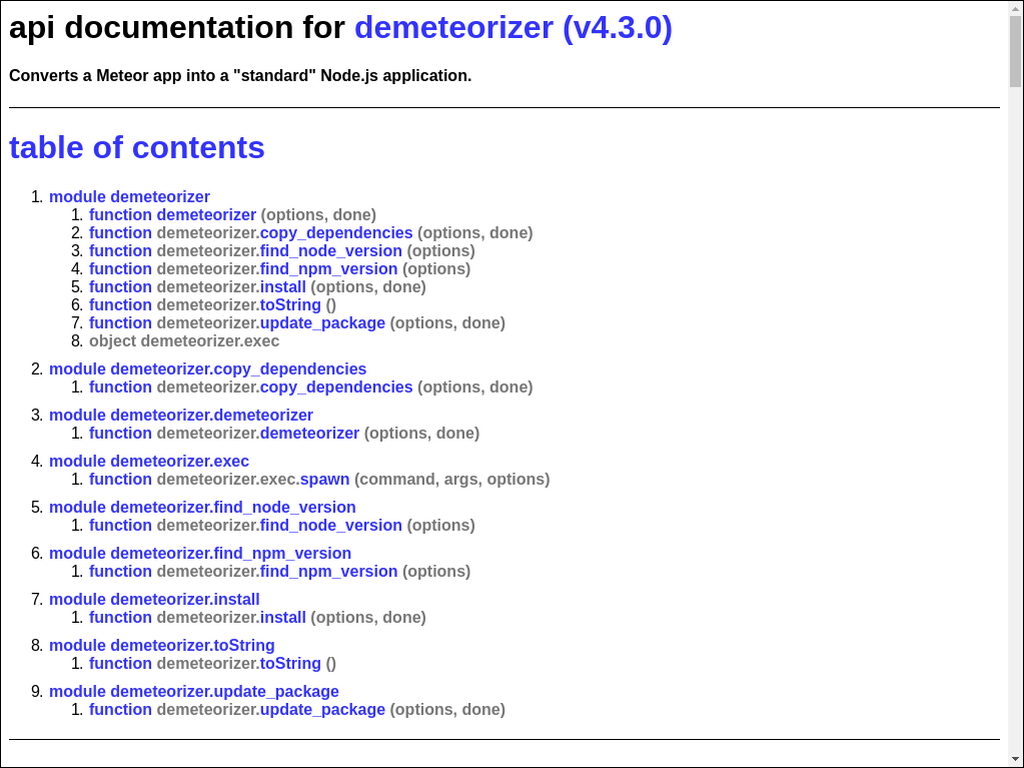 api documentation for demeteorizer (v4.3.0)
Converts a Meteor app into a "standard" Node.js application.
table of contents
1. module demeteorizer
1. function demeteorizer (options, done)
2. function demeteorizer.copy_dependencies (options, done)
3. function demeteorizer.find_node_version (options)
4. function demeteorizer.find_npm_version (options)
5. function demeteorizer.install (options, done)
6. function demeteorizer.toString ()
7. function demeteorizer.update_package (options, done)
8. object demeteorizer.exec
2. module demeteorizer.copy_dependencies
1. function demeteorizer.copy_dependencies (options, done)
3. module demeteorizer.demeteorizer
1. function demeteorizer.demeteorizer (options, done)
4. module demeteorizer.exec
1. function demeteorizer.exec.spawn (command, args, options)
5. module demeteorizer.find_node_version
1. function demeteorizer.find_node_version (options)
6. module demeteorizer.find_npm_version
1. function demeteorizer.find_npm_version (options)
7. module demeteorizer.install
1. function demeteorizer.install (options, done)
8. module demeteorizer.toString
1. function demeteorizer.toString ()
9. module demeteorizer.update_package
1. function demeteorizer.update_package (options, done)